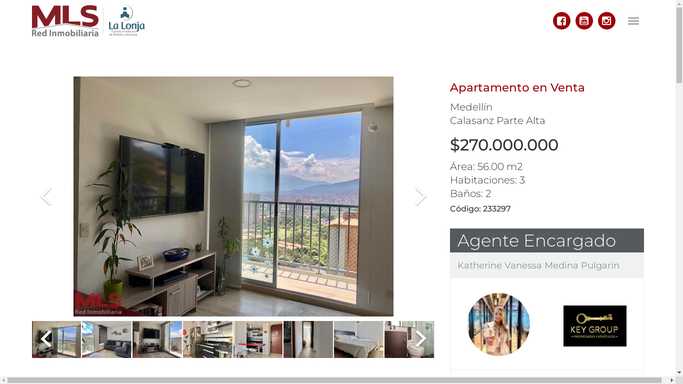 MLS
Red Inmobiliaria
La Lonja
Apartamento en Venta
Medellín
Calasanz Parte Alta
$270.000.000
Área: 56.00 m2
Habitaciones: 3
Baños: 2
Código: 233297
Agente Encargado
Katherine Vanessa Medina Pulgarin
KEY GROUP
MLS
Red Inmobiliaria